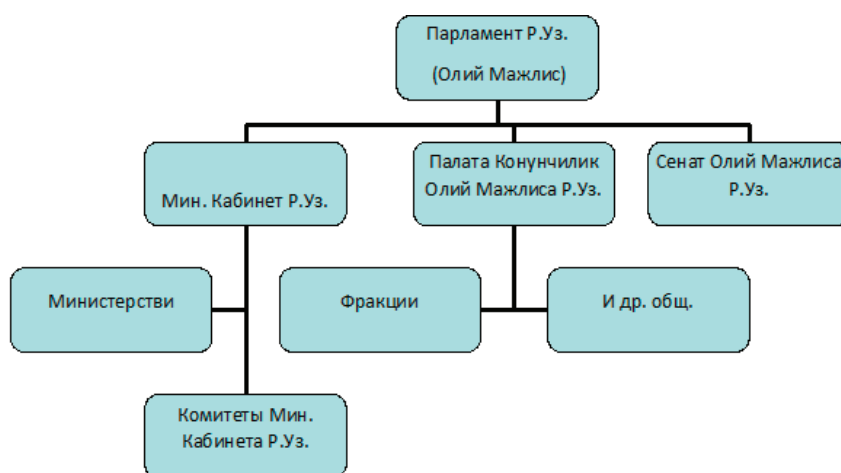 Парламент Р.Уз.
(Олий Мажлис)
Мин. Кабинет Р.Уз.
Палата Конунчилик
Олий Мажлиса Р.Уз.
Сенат Олий Мажлиса
Р.Уз.
Министерстви
Фракции
И др. общ.
Комитеты Мин.
Кабинета Р.Уз.